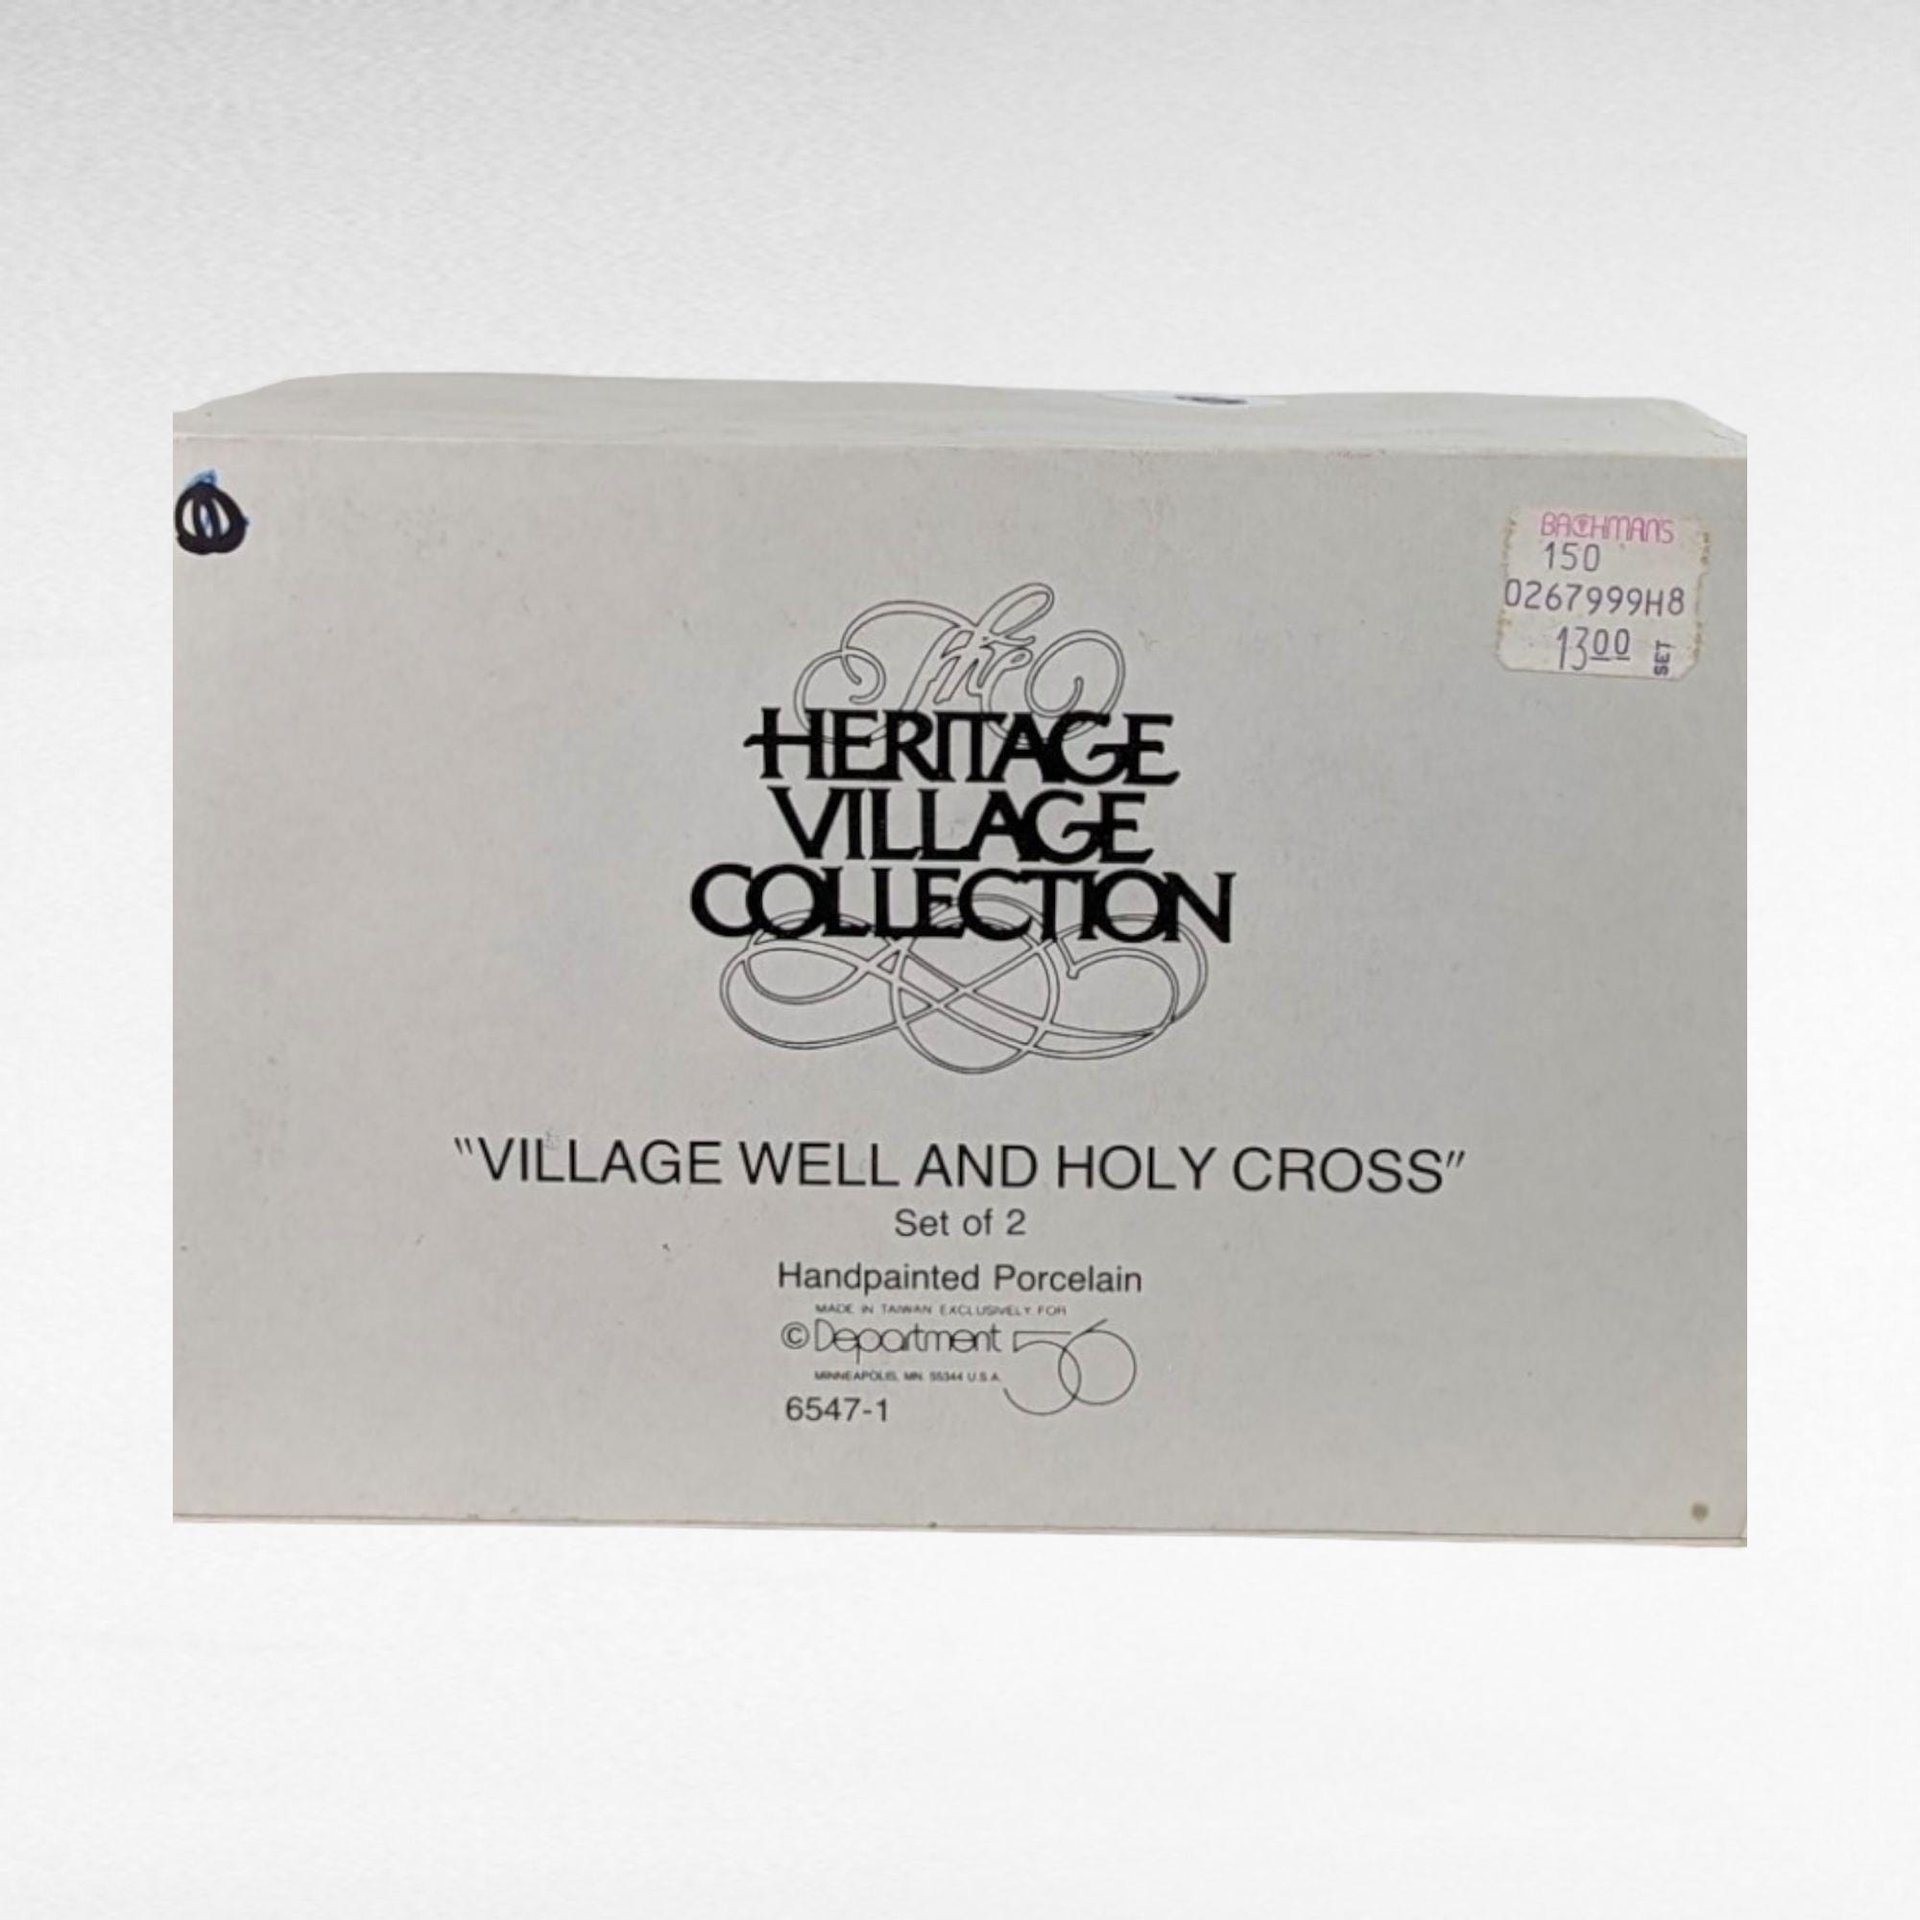 BACHMAN'S
150
0267999H8
1300 SET
The
HERITAGE
VILLAGE
COLLECTION
"VILLAGE WELL AND HOLY CROSS"
Set of 2
Handpainted Porcelain
MADE IN TAIWAN EXCLUSIVELY FOR
© Department 56
MINNEAPOLIS, MN 55344 U.S.A.
6547-1